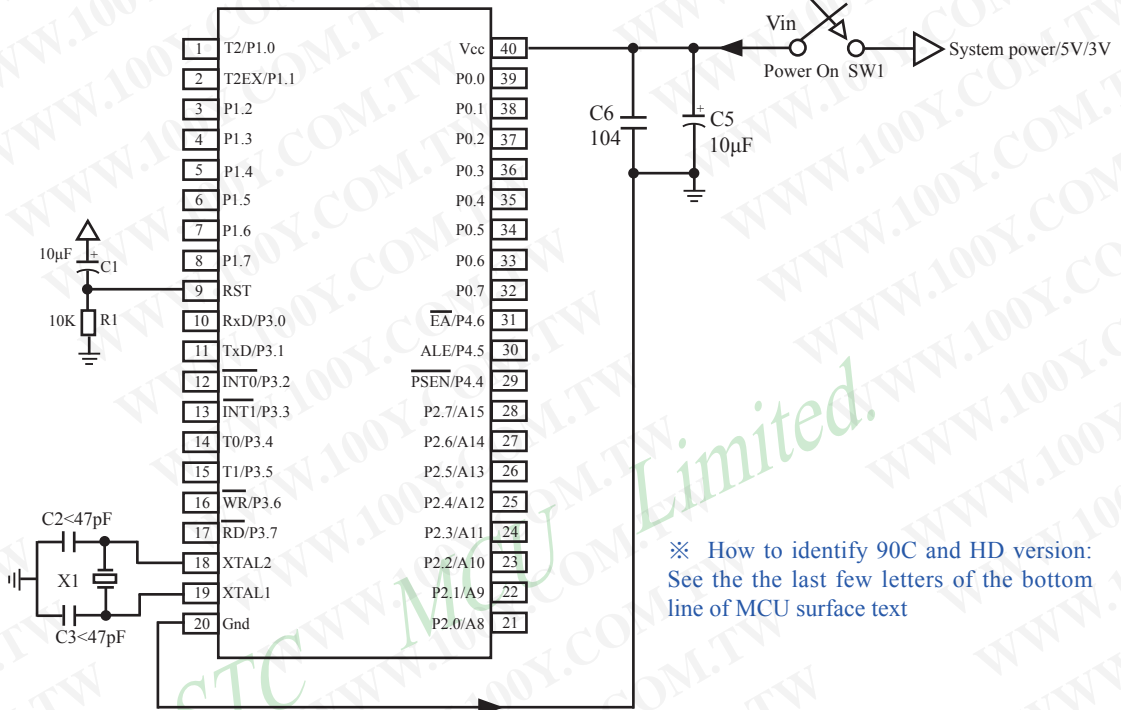 Vin
System power/5V/3V
Power On SW1
1 T2/P1.0 Vcc 40
2 T2EX/P1.1 P0.0 39
3 P1.2 P0.1 38
4 P1.3 P0.2 37
5 P1.4 P0.3 36
6 P1.5 P0.4 35
7 P1.6 P0.5 34
8 P1.7 P0.6 33
9 RST P0.7 32
10 RxD/P3.0 EA/P4.6 31
11 TxD/P3.1 ALE/P4.5 30
12 INT0/P3.2 PSEN/P4.4 29
13 INT1/P3.3 P2.7/A15 28
14 T0/P3.4 P2.6/A14 27
15 T1/P3.5 P2.5/A13 26
16 WR/P3.6 P2.4/A12 25
17 RD/P3.7 P2.3/A11 24
18 XTAL2 P2.2/A10 23
19 XTAL1 P2.1/A9 22
20 Gnd P2.0/A8 21
C6
104
+
C5
10μF
10μF
+
C1
10K R1
C2<47pF
X1
C3<47pF
※ How to identify 90C and HD version:
See the the last few letters of the bottom
line of MCU surface text
STC MCU Limited.
WWW.100Y.COM.TW